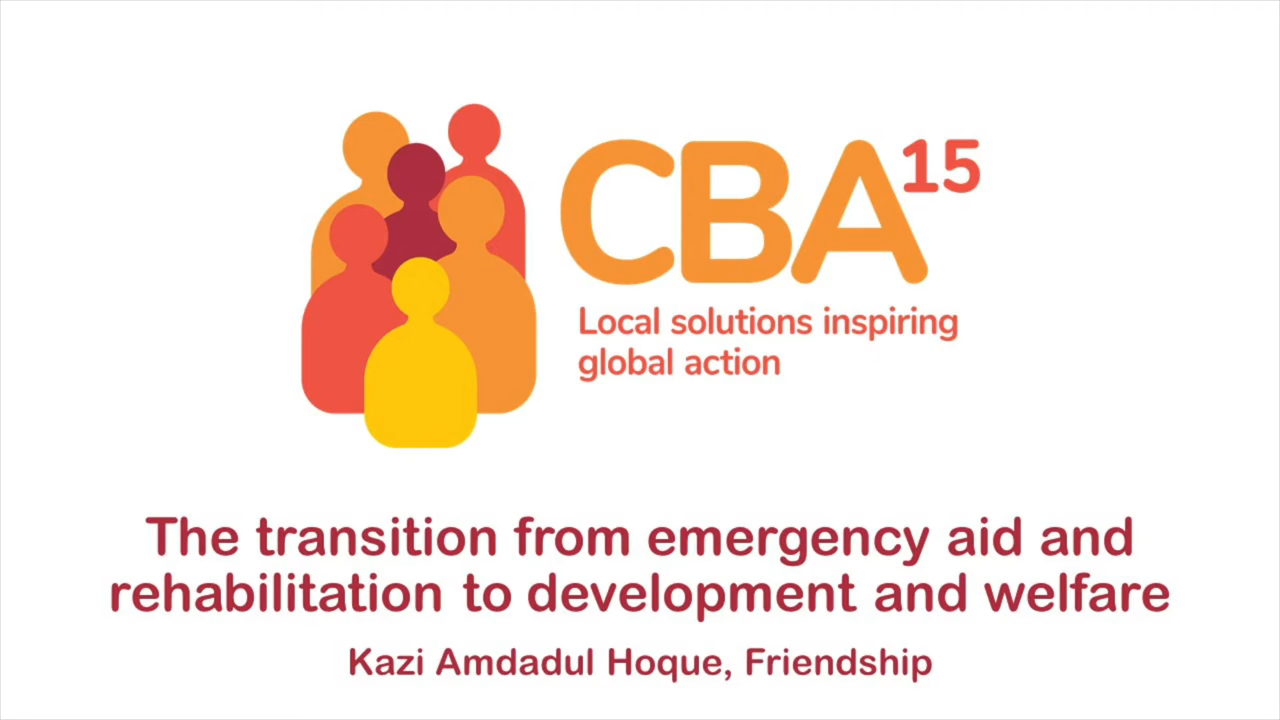 CBA15
Local solutions inspiring
global action
The transition from emergency aid and
rehabilitation to development and welfare
Kazi Amdadul Hoque, Friendship